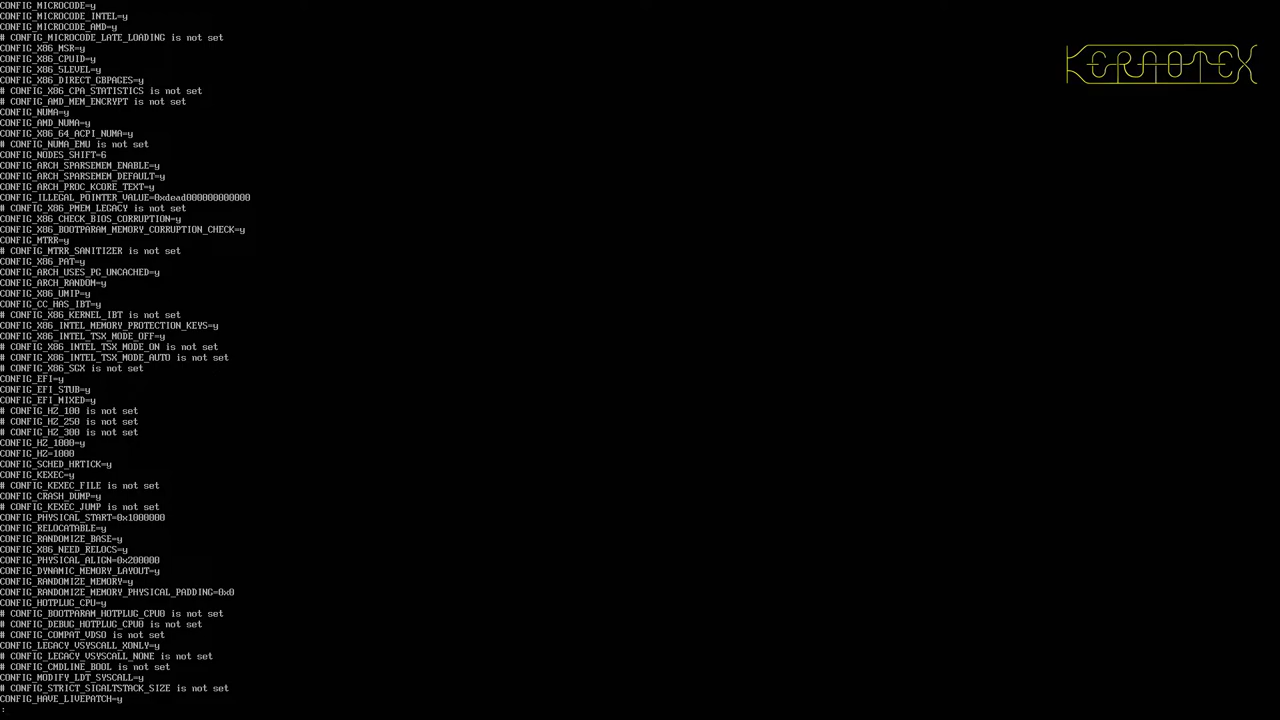 CONFIG_MICROCODE=y
CONFIG_MICROCODE_INTEL=y
CONFIG_MICROCODE_AMD=y
# CONFIG_MICROCODE_LATE_LOADING is not set
CONFIG_X86_MSR=y
CONFIG_X86_CPUID=y
CONFIG_X86_5LEVEL=y
CONFIG_X86_DIRECT_GBPAGES=y
# CONFIG_X86_CPA_STATISTICS is not set
# CONFIG_AMD_MEM_ENCRYPT is not set
CONFIG_NUMA=y
CONFIG_AMD_NUMA=y
CONFIG_X86_64_ACPI_NUMA=y
# CONFIG_NUMA_EMU is not set
CONFIG_NODES_SHIFT=6
CONFIG_ARCH_SPARSEMEM_ENABLE=y
CONFIG_ARCH_SPARSEMEM_DEFAULT=y
CONFIG_ARCH_PROC_KCORE_TEXT=y
CONFIG_ILLEGAL_POINTER_VALUE=0xdead000000000000
# CONFIG_X86_PMEM_LEGACY is not set
CONFIG_X86_CHECK_BIOS_CORRUPTION=y
CONFIG_X86_BOOTPARAM_MEMORY_CORRUPTION_CHECK=y
CONFIG_MTRR=y
# CONFIG_MTRR_SANITIZER is not set
CONFIG_X86_PAT=y
CONFIG_ARCH_USES_PG_UNCACHED=y
CONFIG_ARCH_RANDOM=y
CONFIG_X86_UMIP=y
CONFIG_CC_HAS_IBT=y
# CONFIG_X86_KERNEL_IBT is not set
CONFIG_X86_INTEL_MEMORY_PROTECTION_KEYS=y
CONFIG_X86_INTEL_TSX_MODE_OFF=y
# CONFIG_X86_INTEL_TSX_MODE_ON is not set
# CONFIG_X86_INTEL_TSX_MODE_AUTO is not set
# CONFIG_X86_SGX is not set
CONFIG_EFI=y
CONFIG_EFI_STUB=y
CONFIG_EFI_MIXED=y
# CONFIG_HZ_100 is not set
# CONFIG_HZ_250 is not set
# CONFIG_HZ_300 is not set
CONFIG_HZ_1000=y
CONFIG_HZ=1000
CONFIG_SCHED_HRTICK=y
CONFIG_KEXEC=y
# CONFIG_KEXEC_FILE is not set
CONFIG_CRASH_DUMP=y
# CONFIG_KEXEC_JUMP is not set
CONFIG_PHYSICAL_START=0x1000000
CONFIG_RELOCATABLE=y
CONFIG_RANDOMIZE_BASE=y
CONFIG_X86_NEED_RELOCS=y
CONFIG_PHYSICAL_ALIGN=0x200000
CONFIG_DYNAMIC_MEMORY_LAYOUT=y
CONFIG_RANDOMIZE_MEMORY=y
CONFIG_RANDOMIZE_MEMORY_PHYSICAL_PADDING=0x0
CONFIG_HOTPLUG_CPU=y
# CONFIG_BOOTPARAM_HOTPLUG_CPU0 is not set
# CONFIG_DEBUG_HOTPLUG_CPU0 is not set
# CONFIG_COMPAT_VDSO is not set
CONFIG_LEGACY_VSYSCALL_XONLY=y
# CONFIG_LEGACY_VSYSCALL_NONE is not set
# CONFIG_CMDLINE_BOOL is not set
CONFIG_MODIFY_LDT_SYSCALL=y
# CONFIG_STRICT_SIGALTSTACK_SIZE is not set
CONFIG_HAVE_LIVEPATCH=y
: